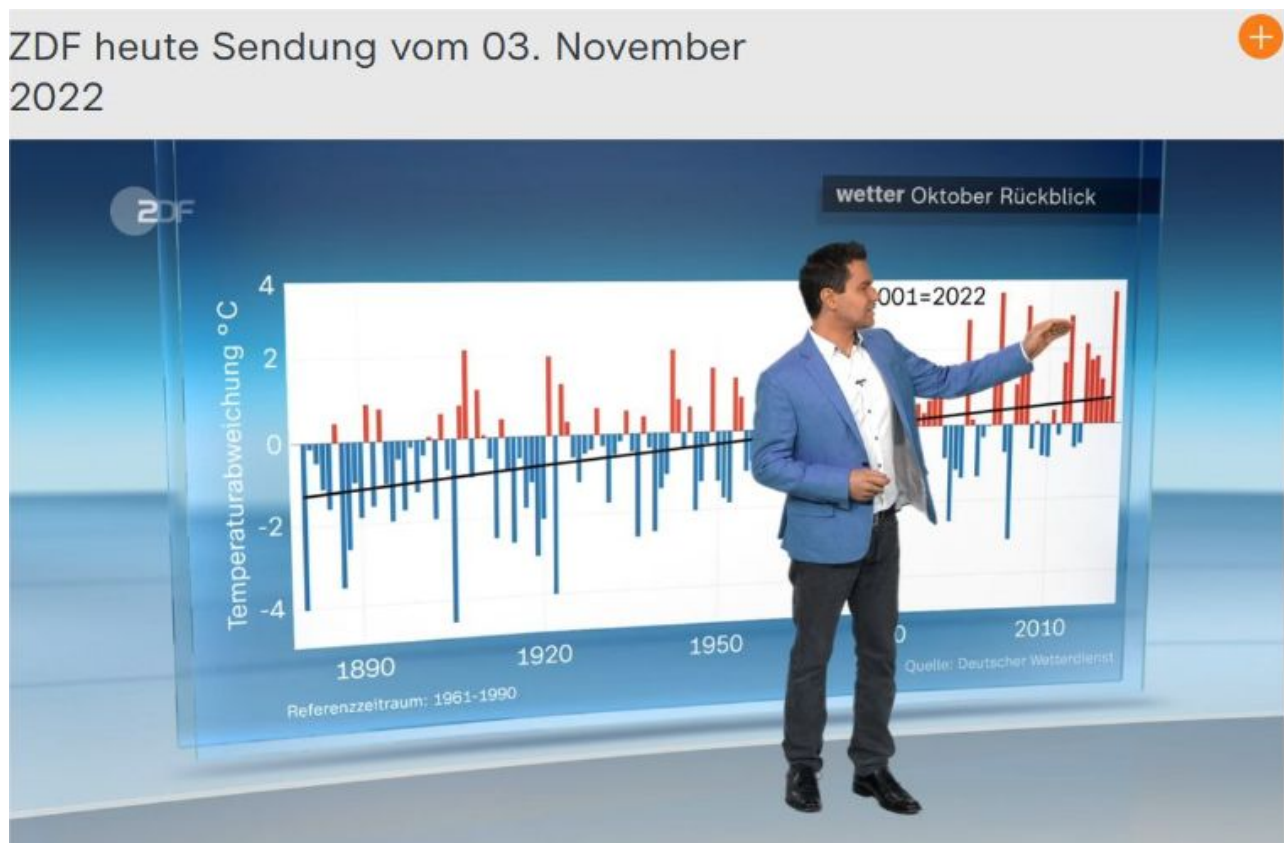 ZDF heute Sendung vom 03. November
2022
ZDF
wetter Oktober Rückblick
Temperaturabweichung °C
4
2
0
-2
-4
001=2022
1890
1920
1950
0
2010
Referenzzeitraum: 1961-1990
Quelle: Deutscher Wetterdienst